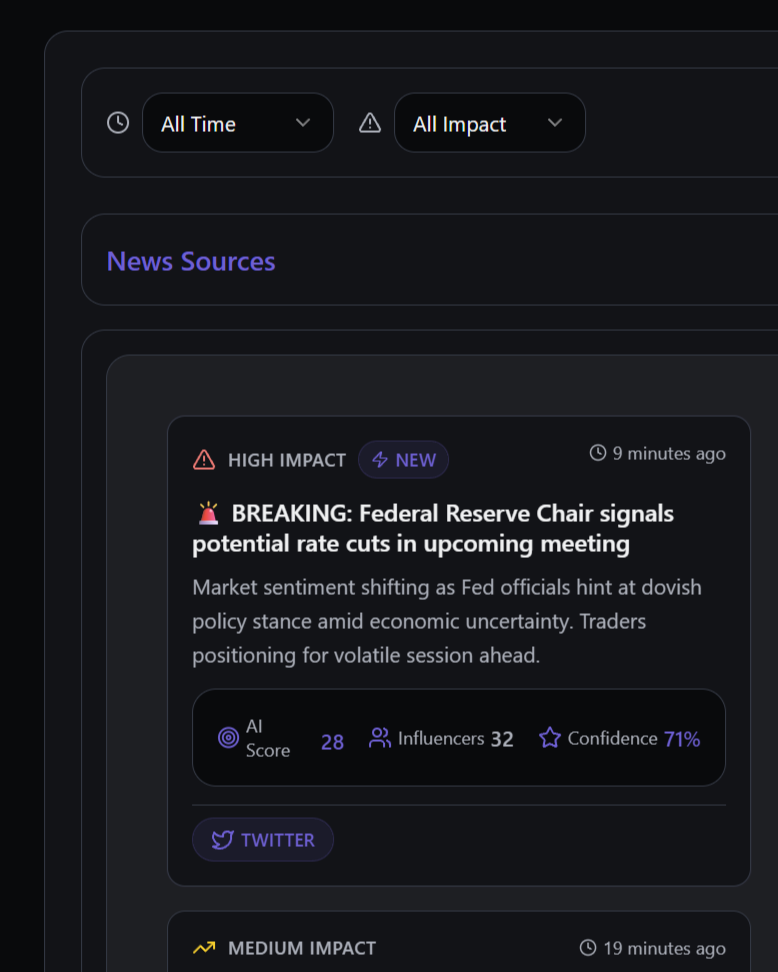 All Time
All Impact
News Sources
HIGH IMPACT
NEW
9 minutes ago
🚨 BREAKING: Federal Reserve Chair signals
potential rate cuts in upcoming meeting
Market sentiment shifting as Fed officials hint at dovish
policy stance amid economic uncertainty. Traders
positioning for volatile session ahead.
AI
Score
28
Influencers 32
Confidence 71%
TWITTER
MEDIUM IMPACT
19 minutes ago